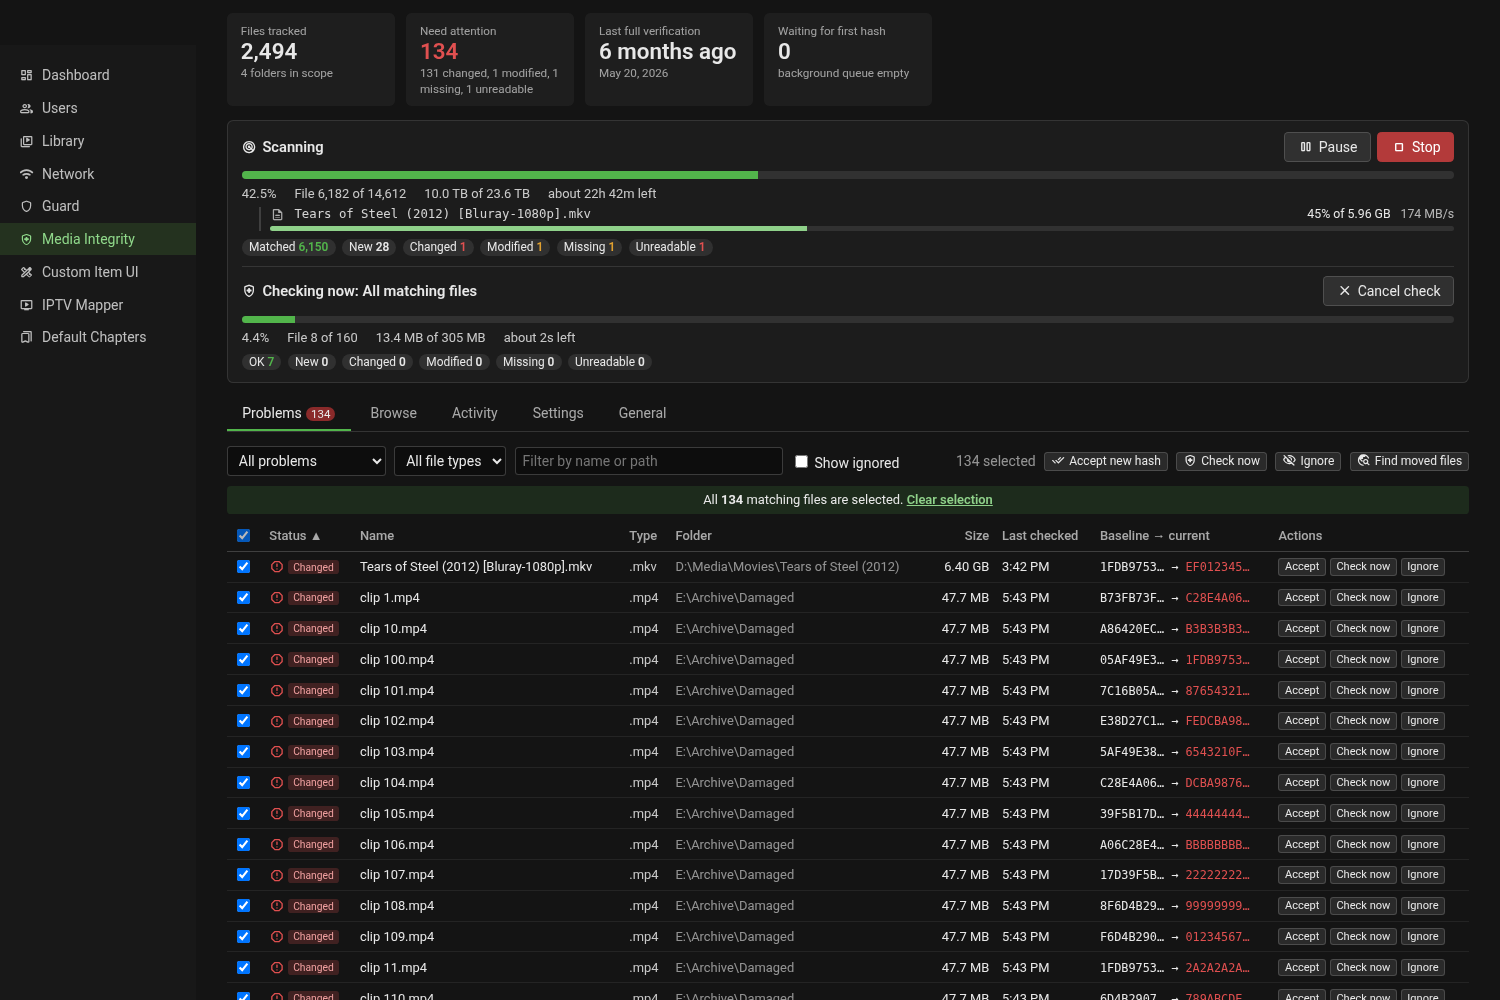 Files tracked
2,494
4 folders in scope
Need attention
134
131 changed, 1 modified, 1
missing, 1 unreadable
Last full verification
6 months ago
May 20, 2026
Waiting for first hash
0
background queue empty
Dashboard
Users
Library
Network
Guard
Media Integrity
Custom Item UI
IPTV Mapper
Default Chapters
Scanning
Pause
Stop
42.5% File 6,182 of 14,612 10.0 TB of 23.6 TB about 22h 42m left
Tears of Steel (2012) [Bluray-1080p].mkv 45% of 5.96 GB 174 MB/s
Matched 6,150 New 28 Changed 1 Modified 1 Missing 1 Unreadable 1
Checking now: All matching files
Cancel check
4.4% File 8 of 160 13.4 MB of 305 MB about 2s left
OK 7 New 0 Changed 0 Modified 0 Missing 0 Unreadable 0
Problems 134 Browse Activity Settings General
All problems All file types Filter by name or path Show ignored 134 selected Accept new hash Check now Ignore Find moved files
All 134 matching files are selected. Clear selection
Status ▲ Name Type Folder Size Last checked Baseline → current Actions
Changed Tears of Steel (2012) [Bluray-1080p].mkv .mkv D:\Media\Movies\Tears of Steel (2012) 6.40 GB 3:42 PM 1FDB9753… → EF012345… Accept Check now Ignore
Changed clip 1.mp4 .mp4 E:\Archive\Damaged 47.7 MB 5:43 PM B73FB73F… → C28E4A06… Accept Check now Ignore
Changed clip 10.mp4 .mp4 E:\Archive\Damaged 47.7 MB 5:43 PM A86420EC… → B3B3B3B3… Accept Check now Ignore
Changed clip 100.mp4 .mp4 E:\Archive\Damaged 47.7 MB 5:43 PM 05AF49E3… → 1FDB9753… Accept Check now Ignore
Changed clip 101.mp4 .mp4 E:\Archive\Damaged 47.7 MB 5:43 PM 7C16B05A… → 87654321… Accept Check now Ignore
Changed clip 102.mp4 .mp4 E:\Archive\Damaged 47.7 MB 5:43 PM E38D27C1… → FEDCBA98… Accept Check now Ignore
Changed clip 103.mp4 .mp4 E:\Archive\Damaged 47.7 MB 5:43 PM 5AF49E38… → 6543210F… Accept Check now Ignore
Changed clip 104.mp4 .mp4 E:\Archive\Damaged 47.7 MB 5:43 PM C28E4A06… → DCBA9876… Accept Check now Ignore
Changed clip 105.mp4 .mp4 E:\Archive\Damaged 47.7 MB 5:43 PM 39F5B17D… → 44444444… Accept Check now Ignore
Changed clip 106.mp4 .mp4 E:\Archive\Damaged 47.7 MB 5:43 PM A06C28E4… → BBBBBBBB… Accept Check now Ignore
Changed clip 107.mp4 .mp4 E:\Archive\Damaged 47.7 MB 5:43 PM 17D39F5B… → 22222222… Accept Check now Ignore
Changed clip 108.mp4 .mp4 E:\Archive\Damaged 47.7 MB 5:43 PM 8F6D4B29… → 99999999… Accept Check now Ignore
Changed clip 109.mp4 .mp4 E:\Archive\Damaged 47.7 MB 5:43 PM F6D4B290… → 01234567… Accept Check now Ignore
Changed clip 11.mp4 .mp4 E:\Archive\Damaged 47.7 MB 5:43 PM 1FDB9753… → 2A2A2A2A… Accept Check now Ignore
Changed clip 110.mp4 .mp4 E:\Archive\Damaged 47.7 MB 5:43 PM 6D4B2907… → 789ABCDE… Accept Check now Ignore